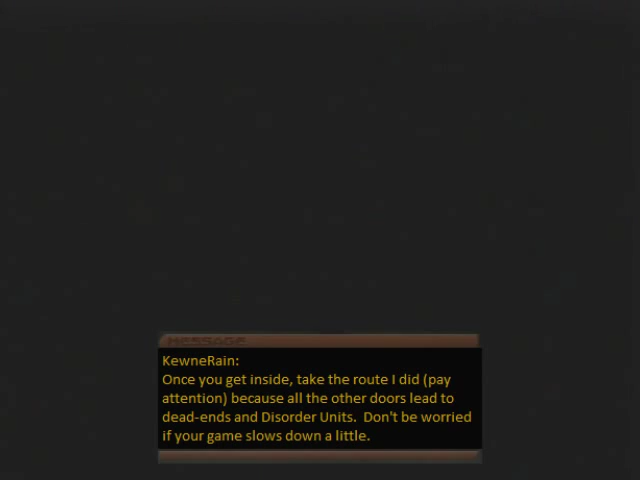 MESSAGE
KewneRain:
Once you get inside, take the route I did (pay
attention) because all the other doors lead to
dead-ends and Disorder Units.  Don't be worried
if your game slows down a little.